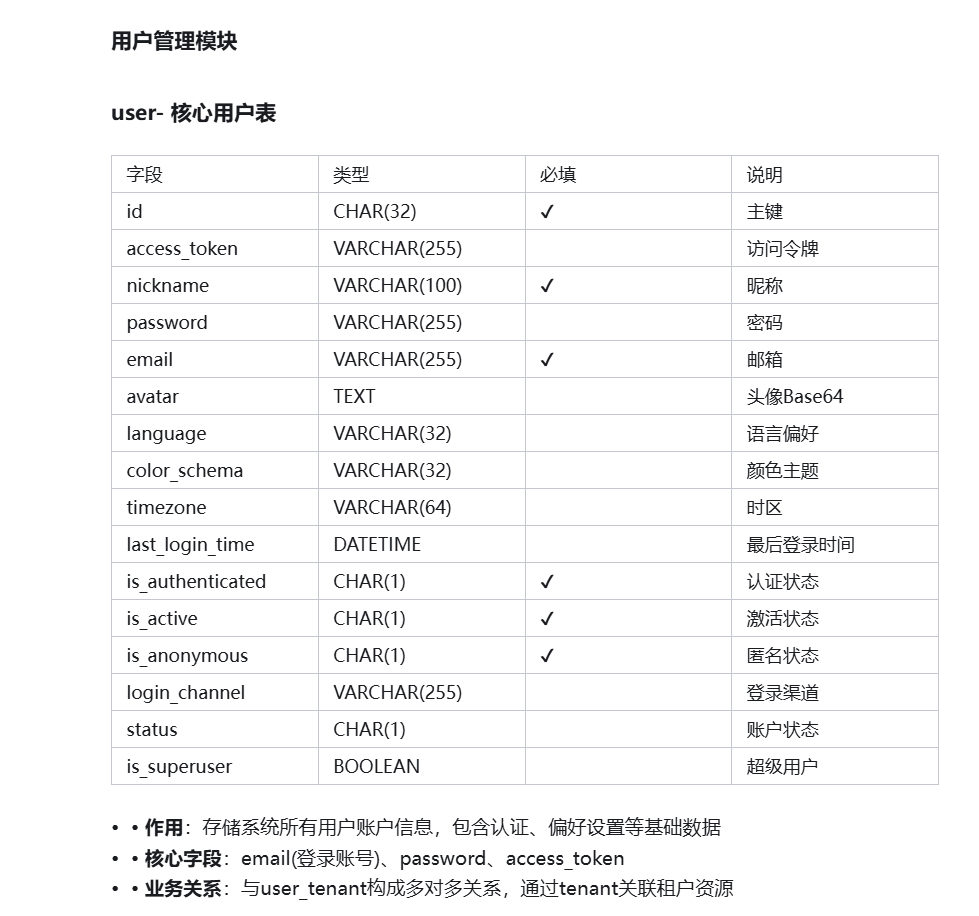 用户管理模块
user- 核心用户表
字段 类型 必填 说明
id CHAR(32) ✓ 主键
access_token VARCHAR(255) 访问令牌
nickname VARCHAR(100) ✓ 昵称
password VARCHAR(255) 密码
email VARCHAR(255) ✓ 邮箱
avatar TEXT 头像Base64
language VARCHAR(32) 语言偏好
color_schema VARCHAR(32) 颜色主题
timezone VARCHAR(64) 时区
last_login_time DATETIME 最后登录时间
is_authenticated CHAR(1) ✓ 认证状态
is_active CHAR(1) ✓ 激活状态
is_anonymous CHAR(1) ✓ 匿名状态
login_channel VARCHAR(255) 登录渠道
status CHAR(1) 账户状态
is_superuser BOOLEAN 超级用户
• • 作用：存储系统所有用户账户信息，包含认证、偏好设置等基础数据
• • 核心字段：email(登录账号)、password、access_token
• • 业务关系：与user_tenant构成多对多关系，通过tenant关联租户资源